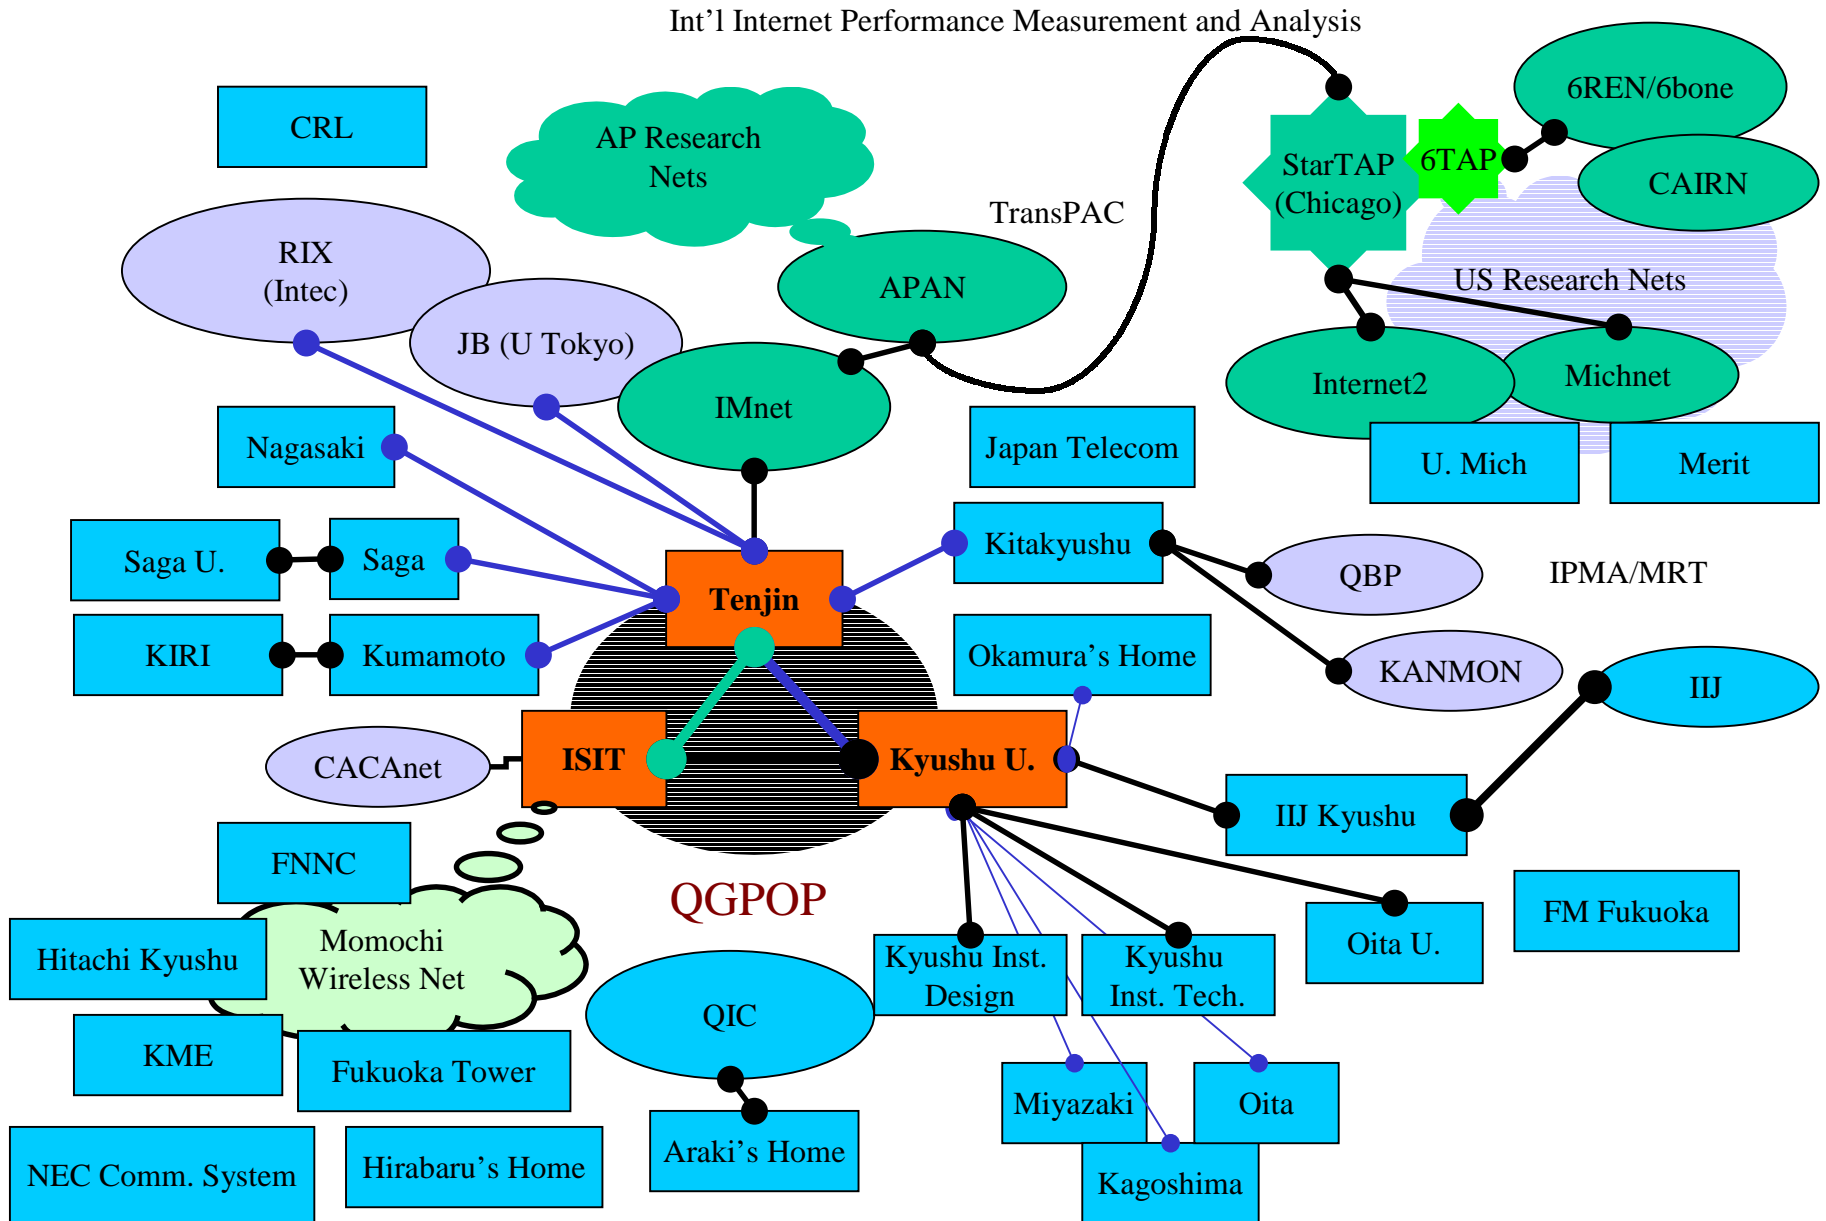 Int’l Internet Performance Measurement and Analysis
CRL
AP Research
Nets
6REN/6bone
StarTAP
(Chicago)
6TAP
CAIRN
TransPAC
RIX
(Intec)
APAN
US Research Nets
JB (U Tokyo)
IMnet
Internet2
Michnet
Nagasaki
Japan Telecom
U. Mich
Merit
Saga U.
Saga
Kitakyushu
QBP
IPMA/MRT
Tenjin
KIRI
Kumamoto
Okamura’s Home
KANMON
IIJ
CACAnet
ISIT
Kyushu U.
IIJ Kyushu
FNNC
QGPOP
FM Fukuoka
Momochi
Wireless Net
Hitachi Kyushu
Kyushu Inst.
Design
Kyushu
Inst. Tech.
Oita U.
QIC
KME
Fukuoka Tower
Miyazaki
Oita
Araki’s Home
NEC Comm. System
Hirabaru’s Home
Kagoshima